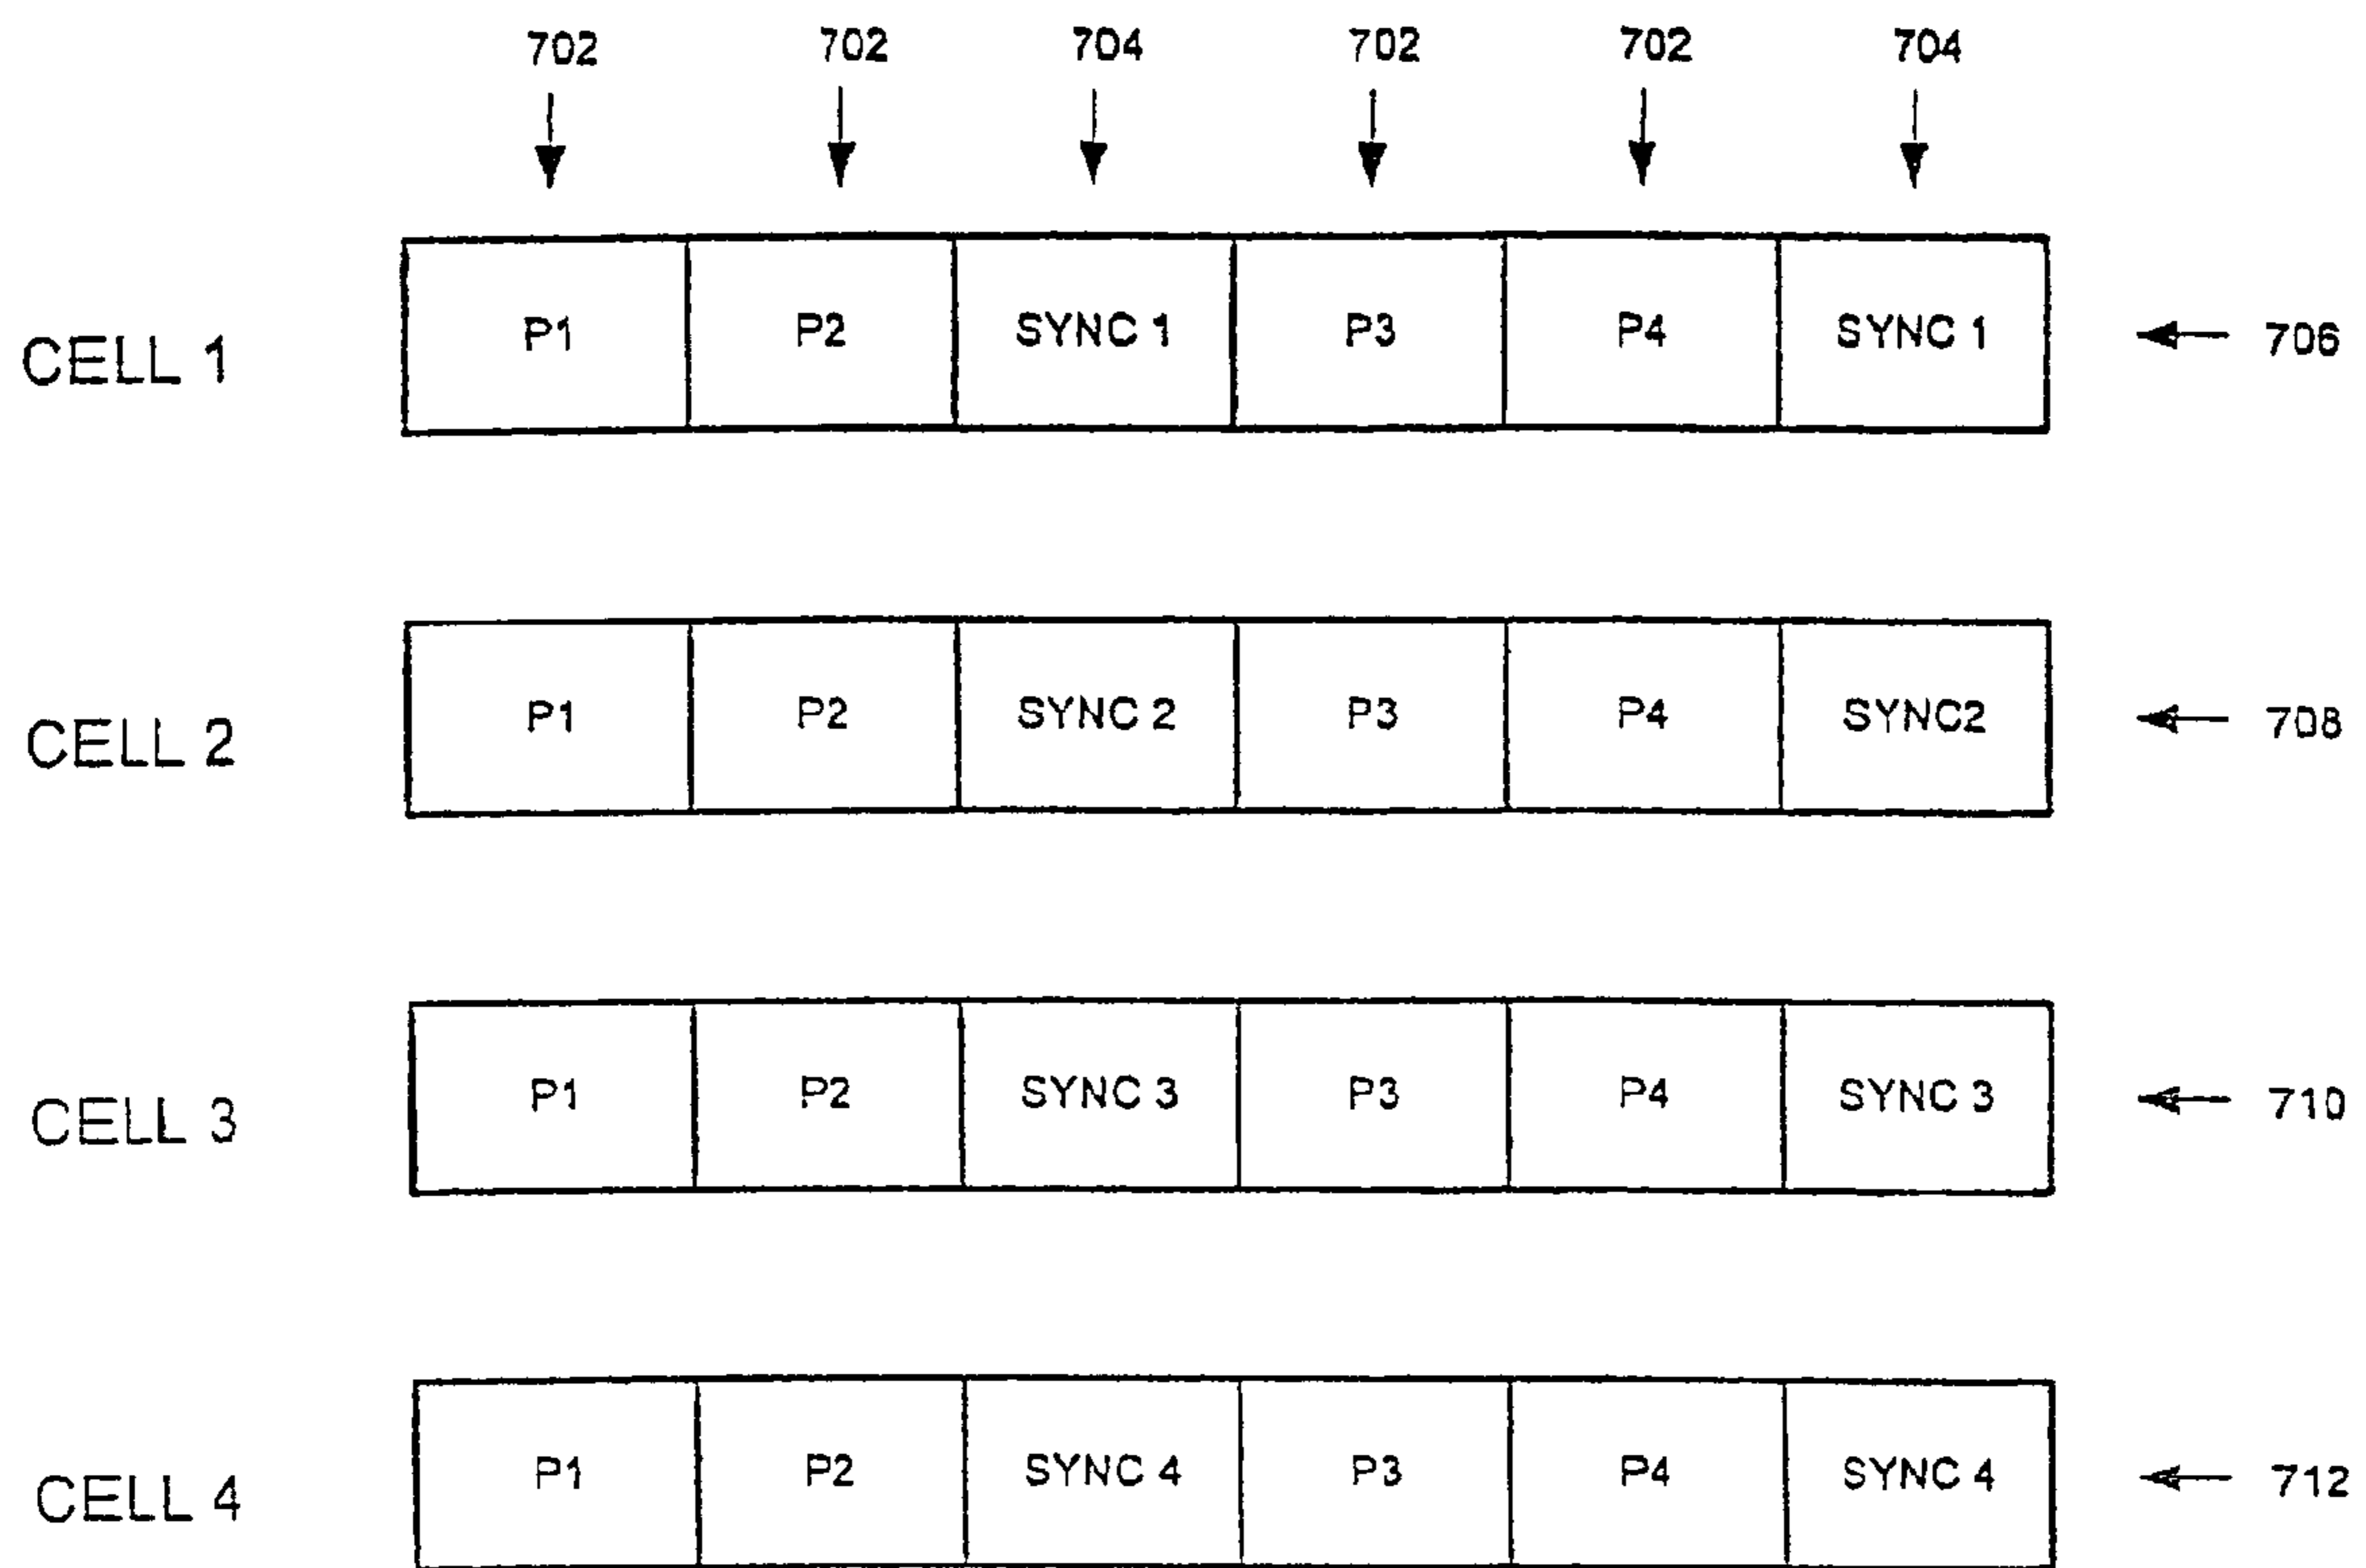 702 702 704 702 702 704
CELL 1 P1 P2 SYNC 1 P3 P4 SYNC 1 706
CELL 2 P1 P2 SYNC 2 P3 P4 SYNC2 708
CELL 3 P1 P2 SYNC 3 P3 P4 SYNC 3 710
CELL 4 P1 P2 SYNC 4 P3 P4 SYNC 4 712